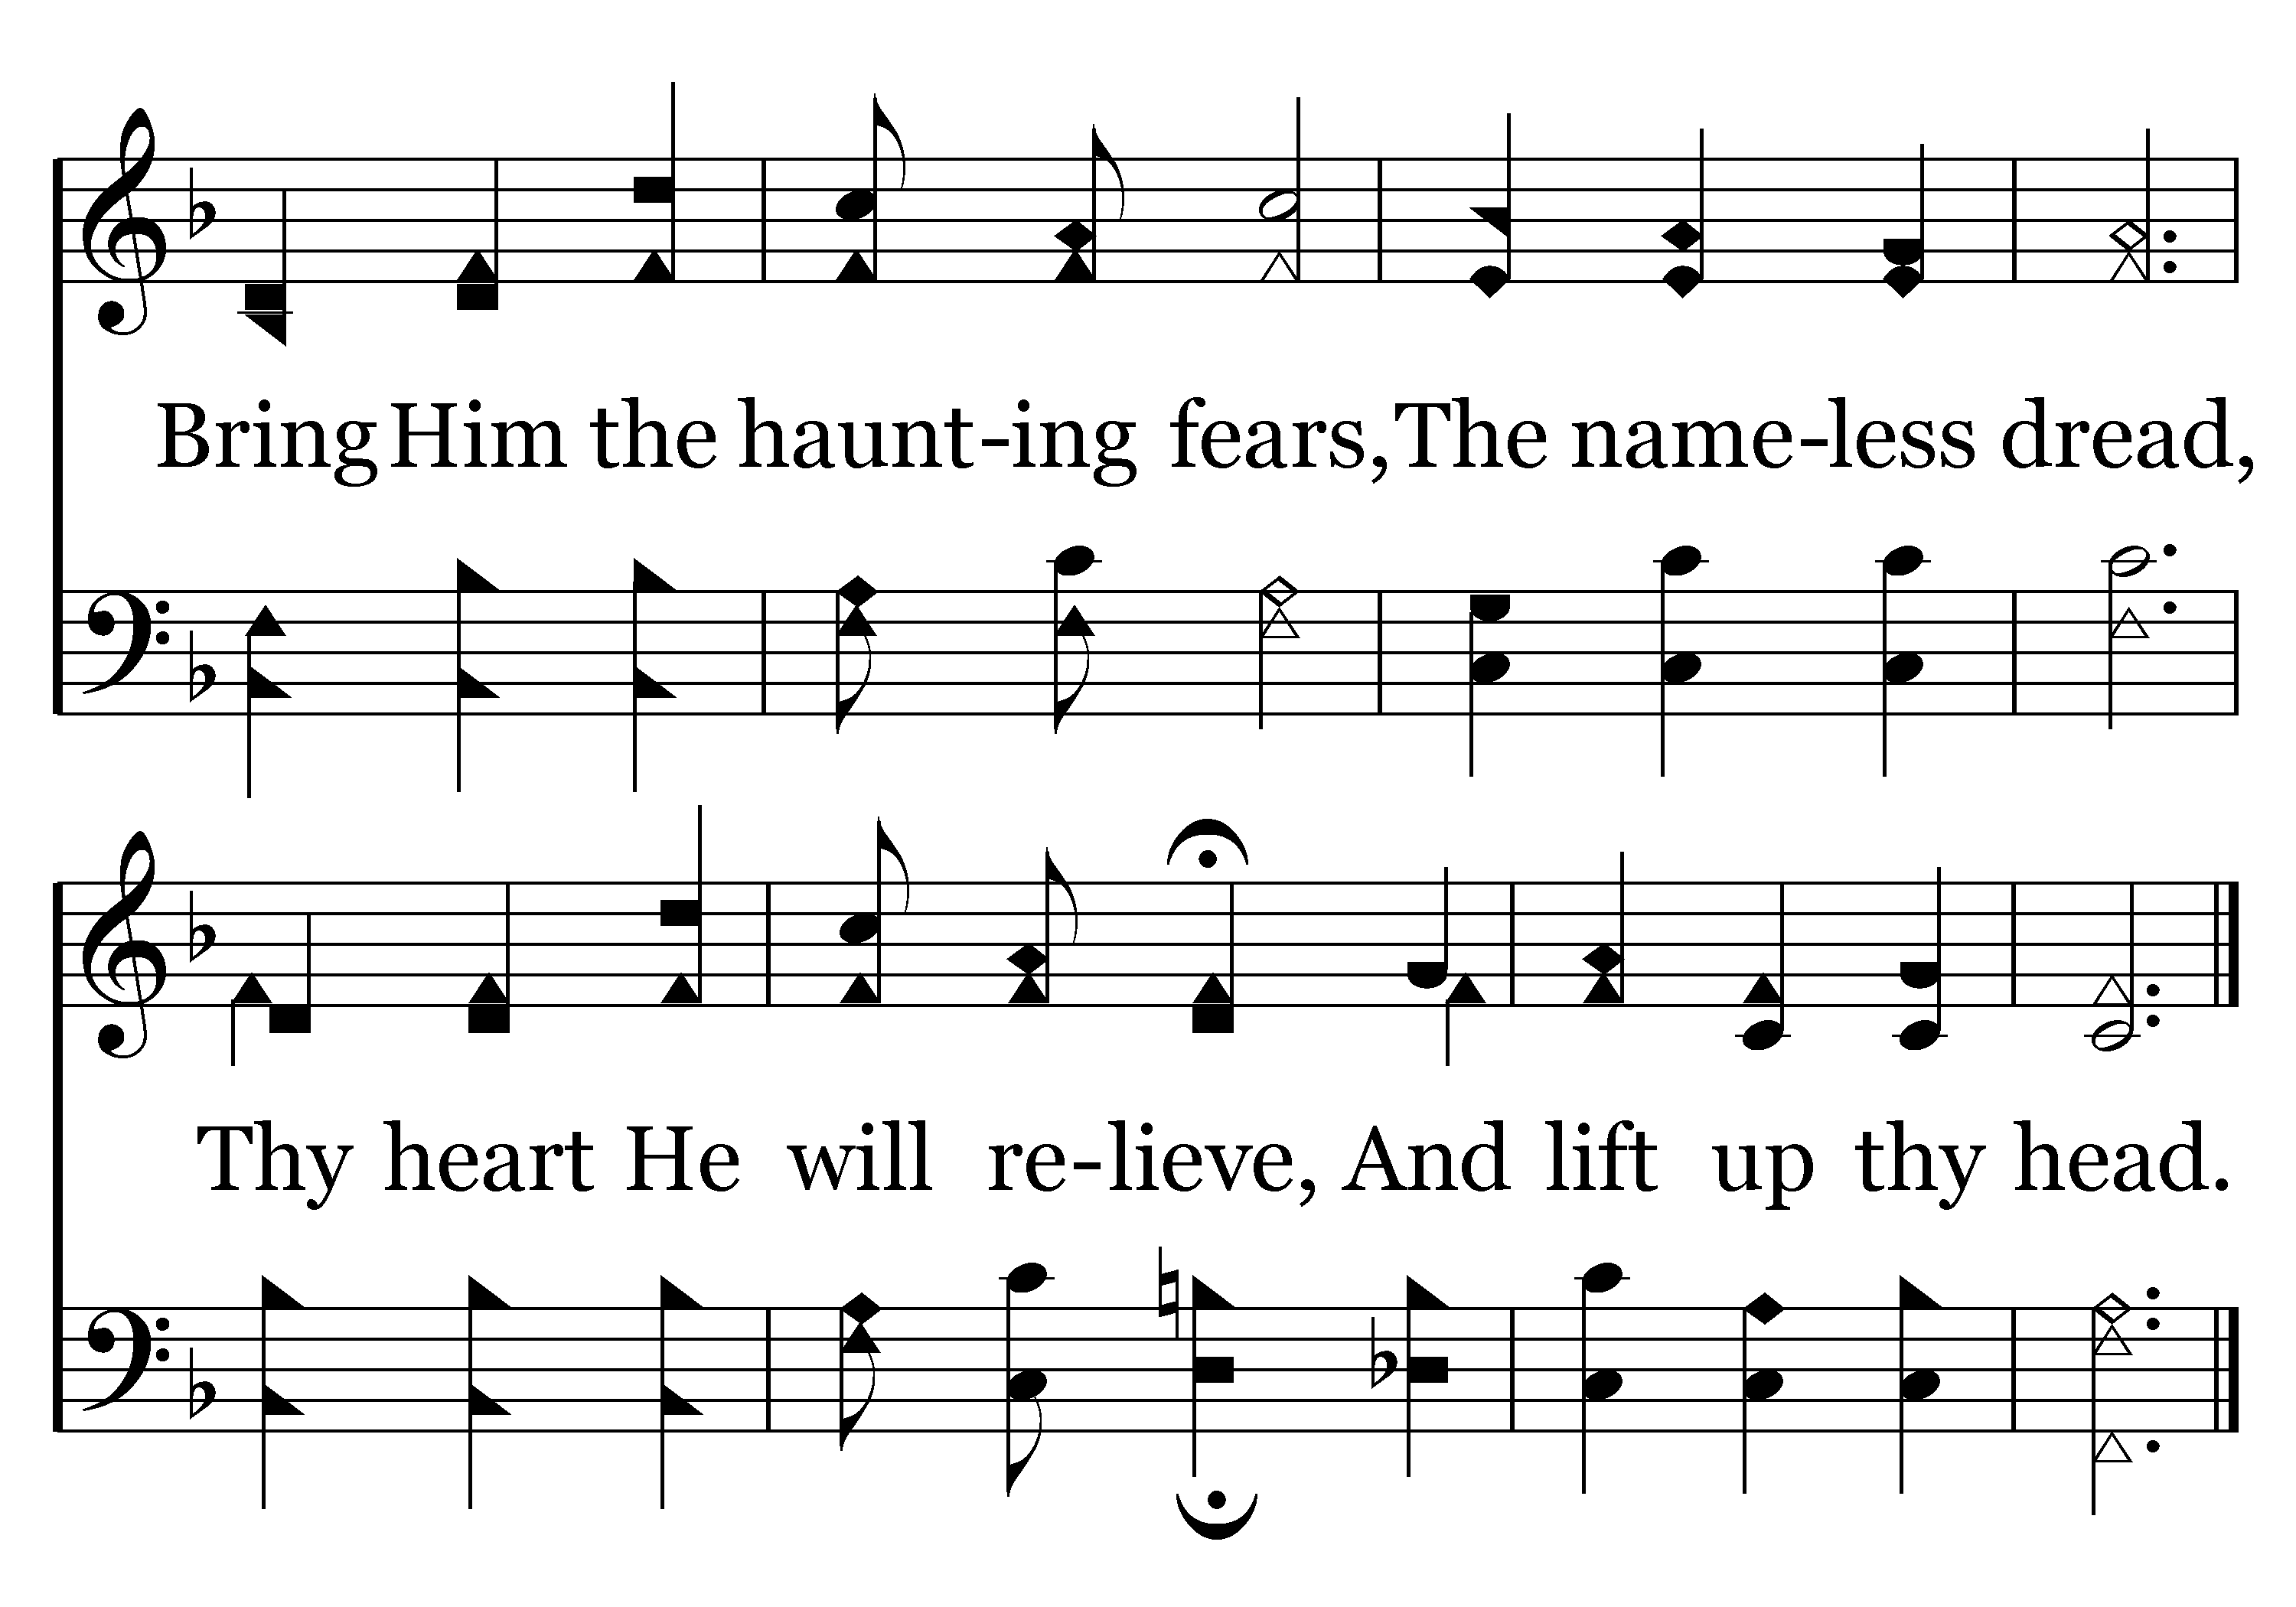 Bring Him the haunt-ing fears, The name-less dread,
Thy heart He will re-lieve, And lift up thy head.